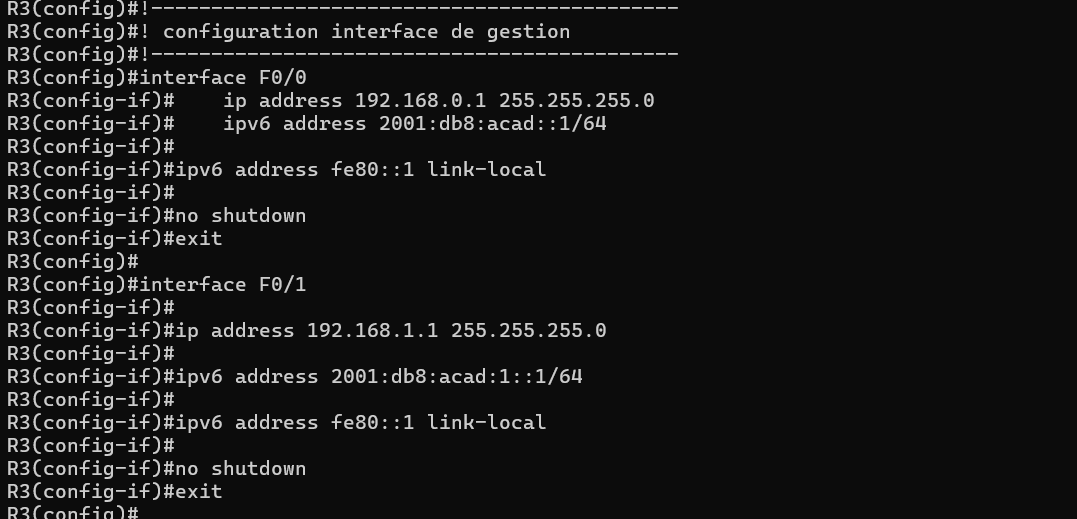 R3(config)#!--------------------------------------------
R3(config)#! configuration interface de gestion
R3(config)#!--------------------------------------------
R3(config)#interface F0/0
R3(config-if)#    ip address 192.168.0.1 255.255.255.0
R3(config-if)#    ipv6 address 2001:db8:acad::1/64
R3(config-if)#
R3(config-if)#ipv6 address fe80::1 link-local
R3(config-if)#
R3(config-if)#no shutdown
R3(config-if)#exit
R3(config)#
R3(config)#interface F0/1
R3(config-if)#
R3(config-if)#ip address 192.168.1.1 255.255.255.0
R3(config-if)#
R3(config-if)#ipv6 address 2001:db8:acad:1::1/64
R3(config-if)#
R3(config-if)#ipv6 address fe80::1 link-local
R3(config-if)#
R3(config-if)#no shutdown
R3(config-if)#exit
R3(config)#